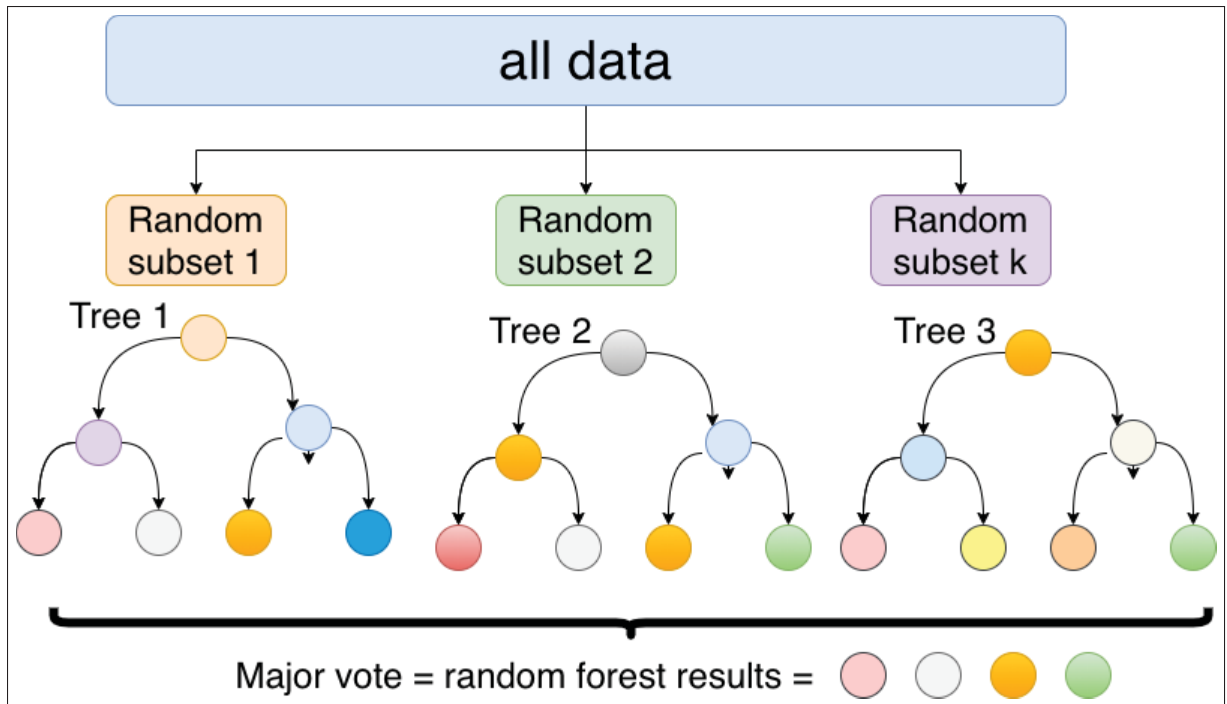 all data
Random
subset 1
Random
subset 2
Random
subset k
Tree 1
Tree 2
Tree 3
Major vote = random forest results =